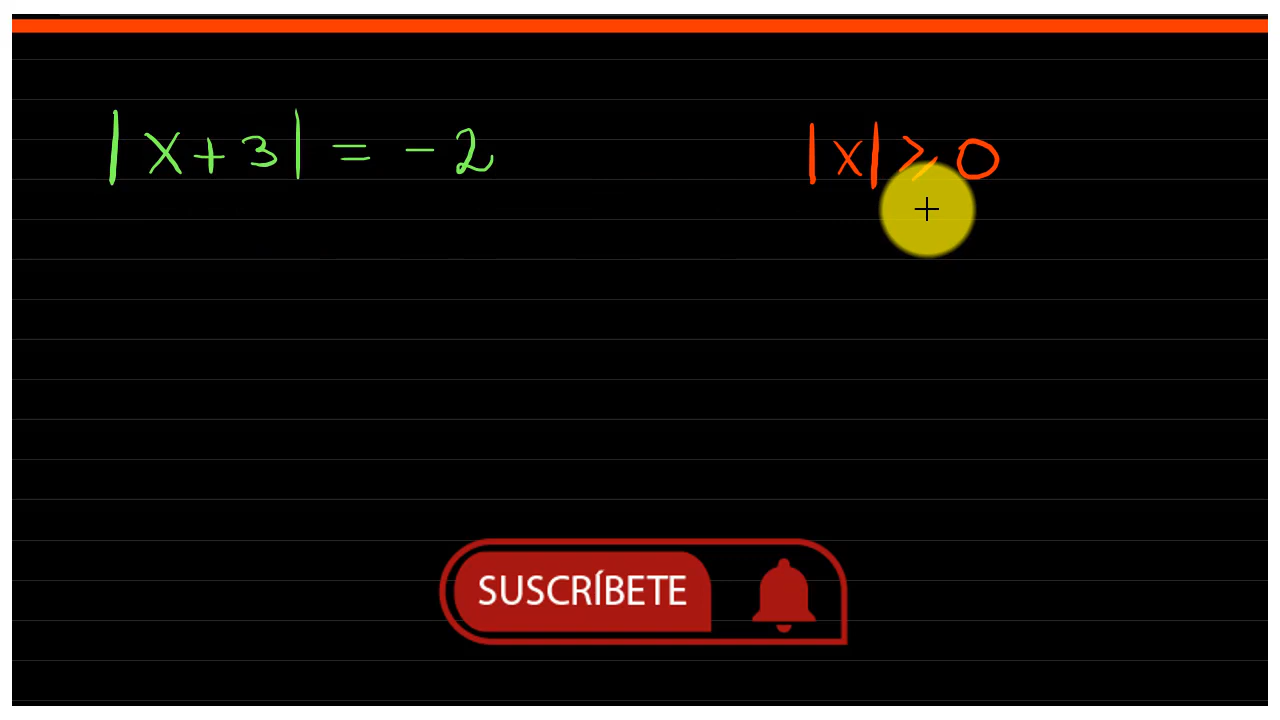 |x+3| = -2
|x| ≥ 0
SUSCRÍBETE